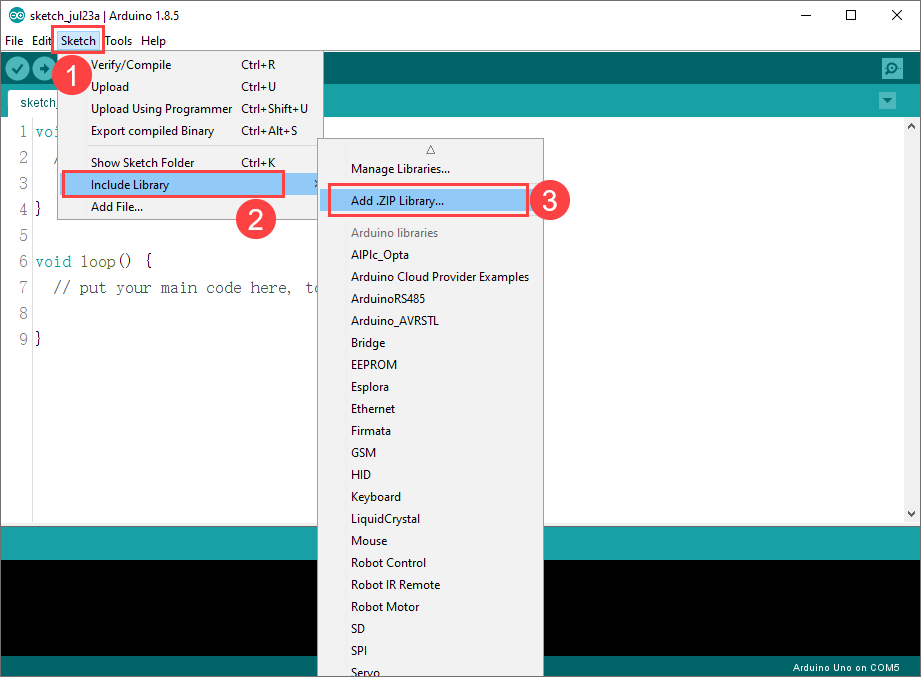 sketch_jul23a | Arduino 1.8.5
File Edit Sketch Tools Help
1
Verify/Compile Ctrl+R
Upload Ctrl+U
Upload Using Programmer Ctrl+Shift+U
Export compiled Binary Ctrl+Alt+S
Show Sketch Folder Ctrl+K
Include Library
2
Add File...
Manage Libraries...
Add .ZIP Library...
3
Arduino libraries
AIPlc_Opta
Arduino Cloud Provider Examples
ArduinoRS485
Arduino_AVRSTL
Bridge
EEPROM
Esplora
Ethernet
Firmata
GSM
HID
Keyboard
LiquidCrystal
Mouse
Robot Control
Robot IR Remote
Robot Motor
SD
SPI
Servo
sketch_
1 voi
2 /
3
4 }
5
6 void loop() {
7 // put your main code here, to
8
9 }
Arduino Uno on COM5